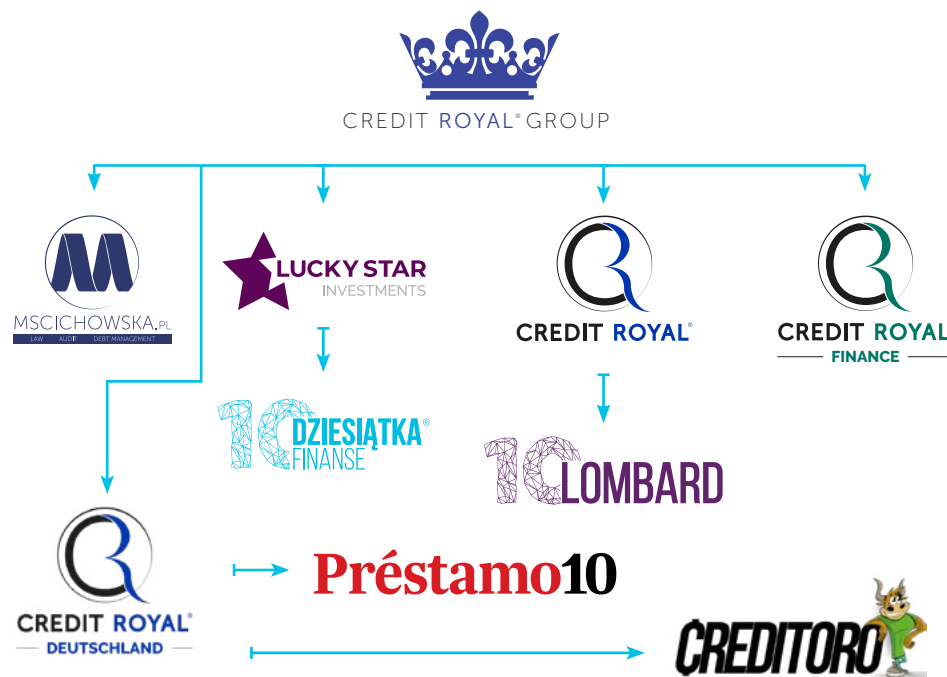 CREDIT ROYAL® GROUP
MSCICHOWSKA.PL
LAW AUDIT DEBT MANAGEMENT
LUCKY STAR
INVESTMENTS
CREDIT ROYAL®
CREDIT ROYAL
FINANCE
10 DZIESIĄTKA®
FINANSE
10 LOMBARD
CREDIT ROYAL®
DEUTSCHLAND
Préstamo10
CREDITORO